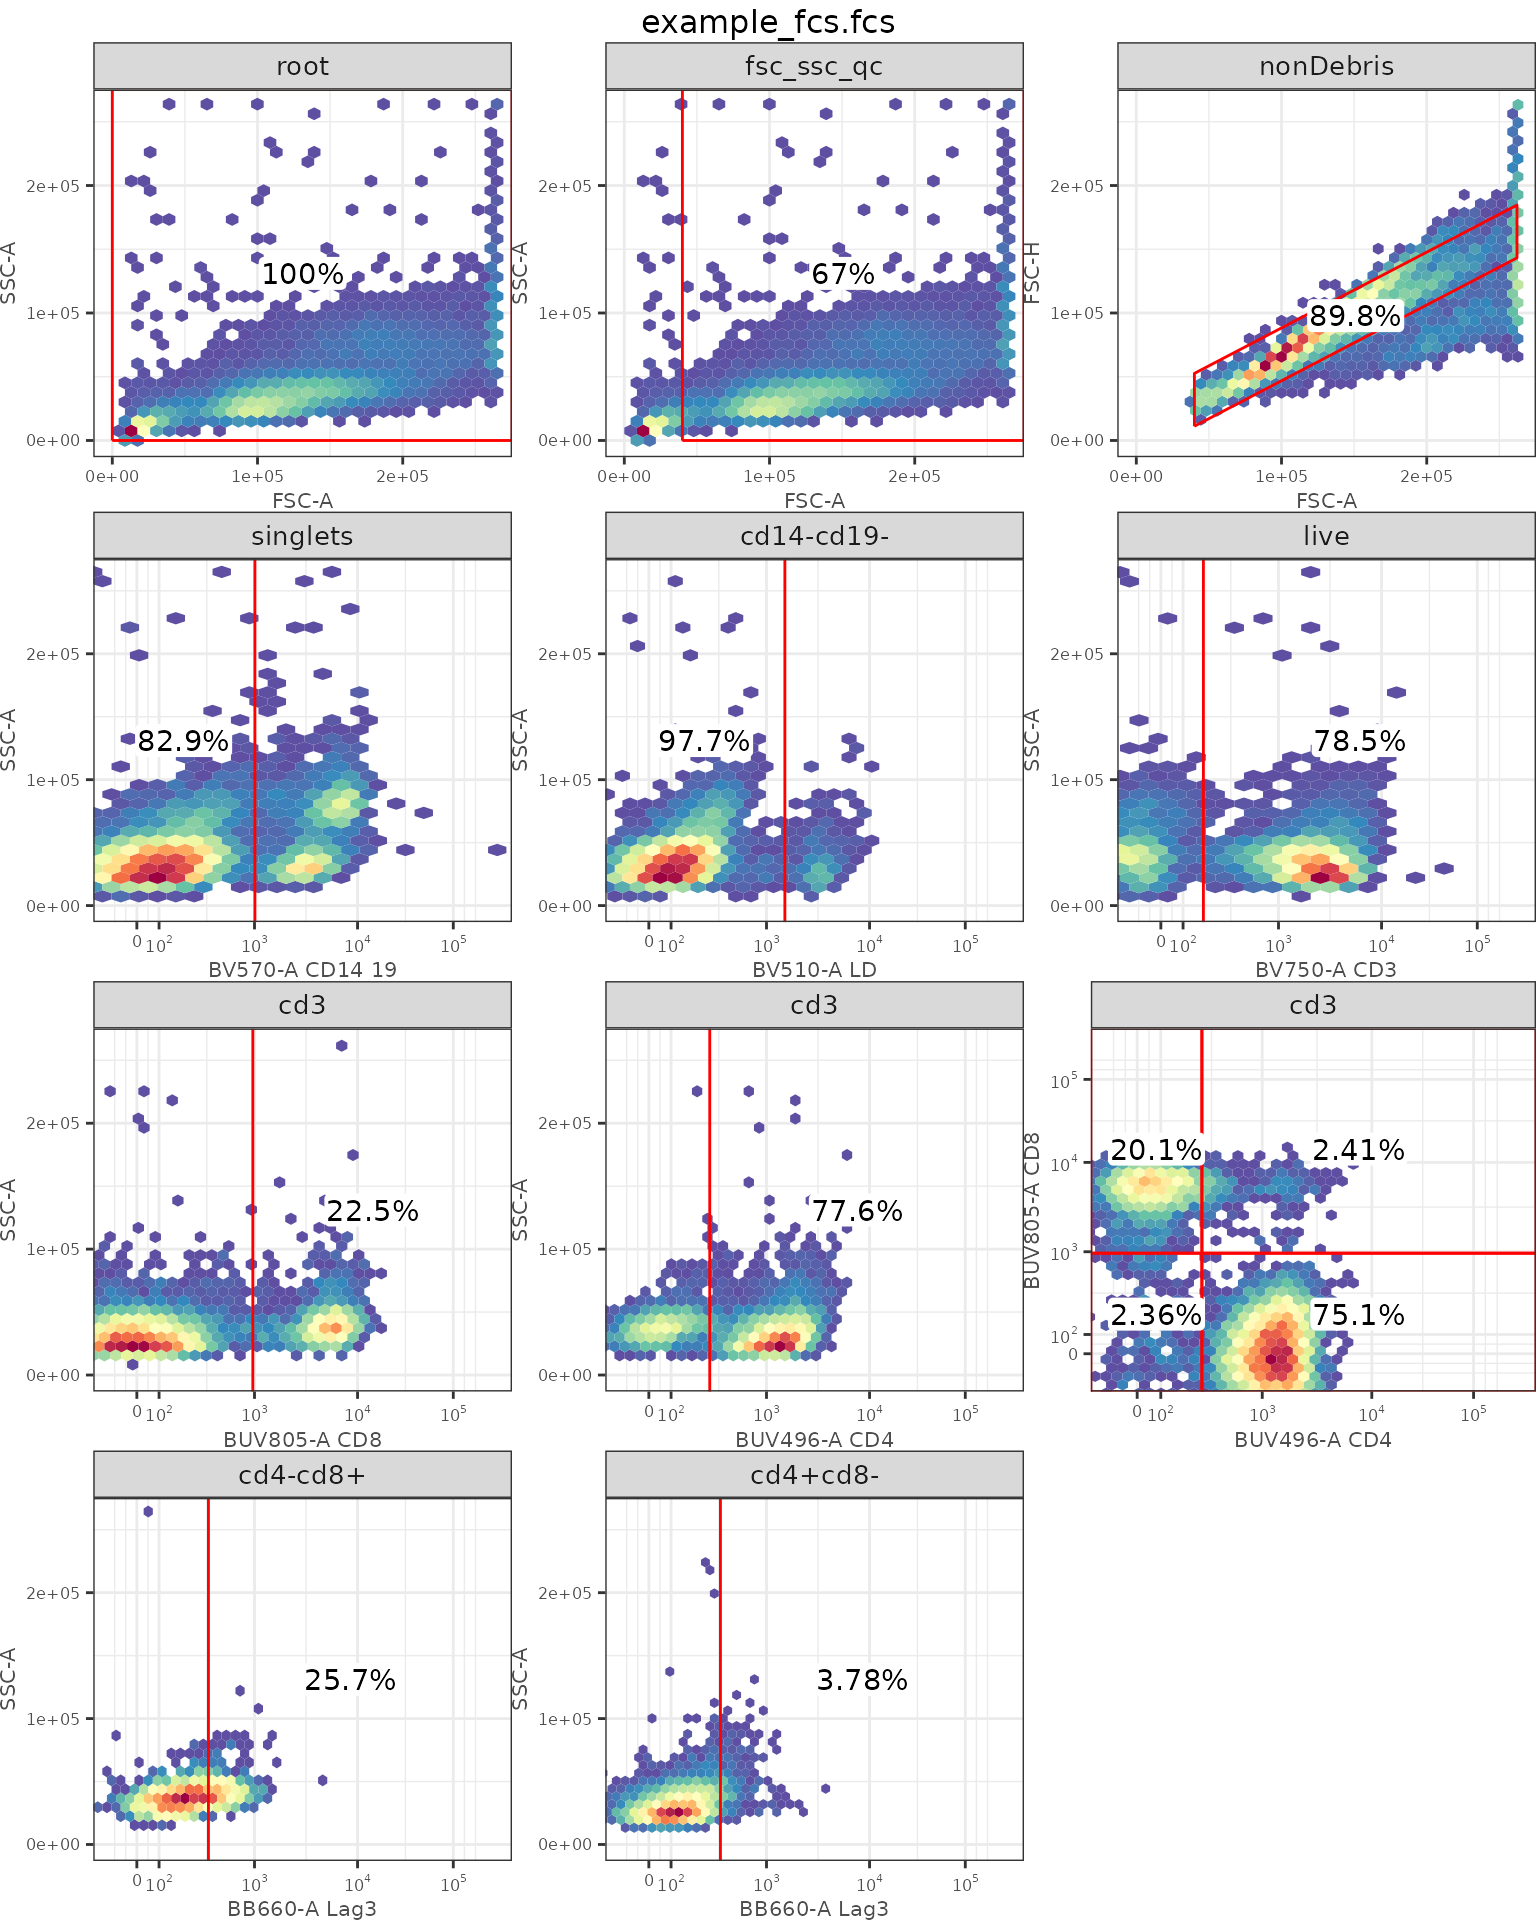 example_fcs.fcs
root
fsc_ssc_qc
nonDebris
SSC-A
2e+05
1e+05
0e+00
100%
0e+00
1e+05
2e+05
FSC-A
SSC-A
2e+05
1e+05
0e+00
67%
0e+00
1e+05
2e+05
FSC-A
FSC-H
2e+05
1e+05
0e+00
89.8%
0e+00
1e+05
2e+05
FSC-A
singlets
cd14-cd19-
live
SSC-A
2e+05
1e+05
0e+00
82.9%
0
10²
10³
10⁴
10⁵
BV570-A CD14 19
SSC-A
2e+05
1e+05
0e+00
97.7%
0
10²
10³
10⁴
10⁵
BV510-A LD
SSC-A
2e+05
1e+05
0e+00
78.5%
0
10²
10³
10⁴
10⁵
BV750-A CD3
cd3
cd3
cd3
SSC-A
2e+05
1e+05
0e+00
22.5%
0
10²
10³
10⁴
10⁵
BUV805-A CD8
SSC-A
2e+05
1e+05
0e+00
77.6%
0
10²
10³
10⁴
10⁵
BUV496-A CD4
BUV805-A CD8
10⁵
10⁴
10³
10²
0
20.1%
2.41%
2.36%
75.1%
0
10²
10³
10⁴
10⁵
BUV496-A CD4
cd4-cd8+
cd4+cd8-
SSC-A
2e+05
1e+05
0e+00
25.7%
0
10²
10³
10⁴
10⁵
BB660-A Lag3
SSC-A
2e+05
1e+05
0e+00
3.78%
0
10²
10³
10⁴
10⁵
BB660-A Lag3